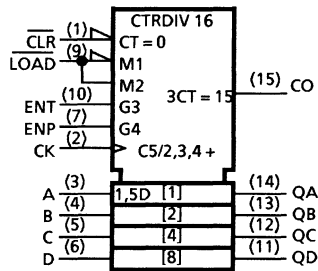 CTRDIV 16
CLR (1) CT = 0
LOAD (9) M1
M2
ENT (10) G3 3CT = 15 (15) CO
ENP (7) G4
CK (2) C5/2,3,4 +
A (3) 1,5D [1] (14) QA
B (4) [2] (13) QB
C (5) [4] (12) QC
D (6) [8] (11) QD